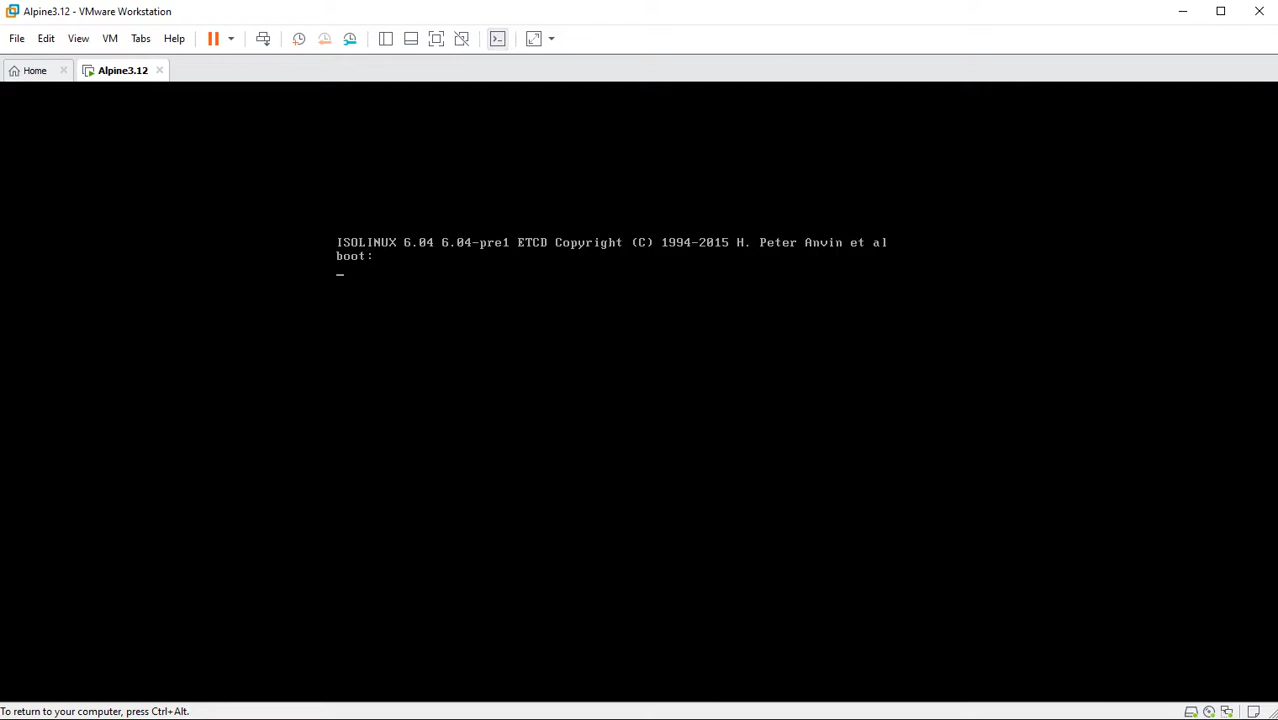 Alpine3.12 - VMware Workstation
File Edit View VM Tabs Help
Home Alpine3.12
ISOLINUX 6.04 6.04-pre1 ETCD Copyright (C) 1994-2015 H. Peter Anvin et al
boot:
_
To return to your computer, press Ctrl+Alt.